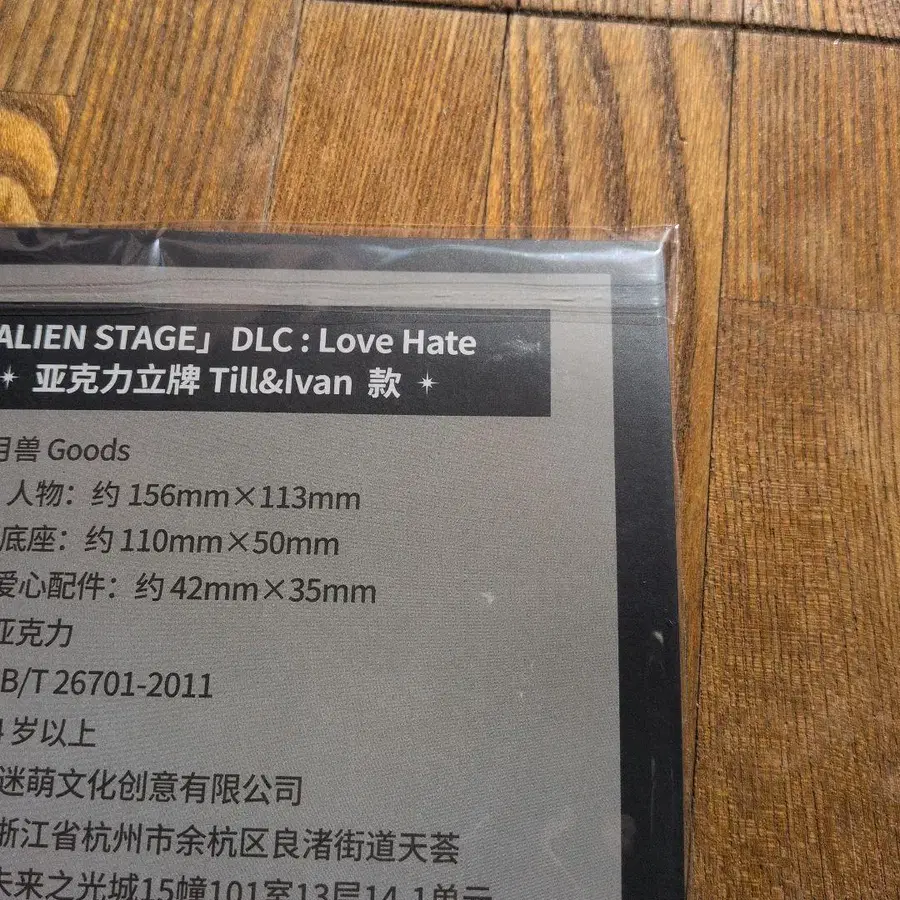 ALIEN STAGE」DLC : Love Hate
亚克力立牌 Till&Ivan 款
月兽 Goods
人物：约 156mm×113mm
底座：约 110mm×50mm
爱心配件：约 42mm×35mm
亚克力
B/T 26701-2011
岁以上
迷萌文化创意有限公司
浙江省杭州市余杭区良渚街道天荟
未来之光城15幢101室13层14-1单元